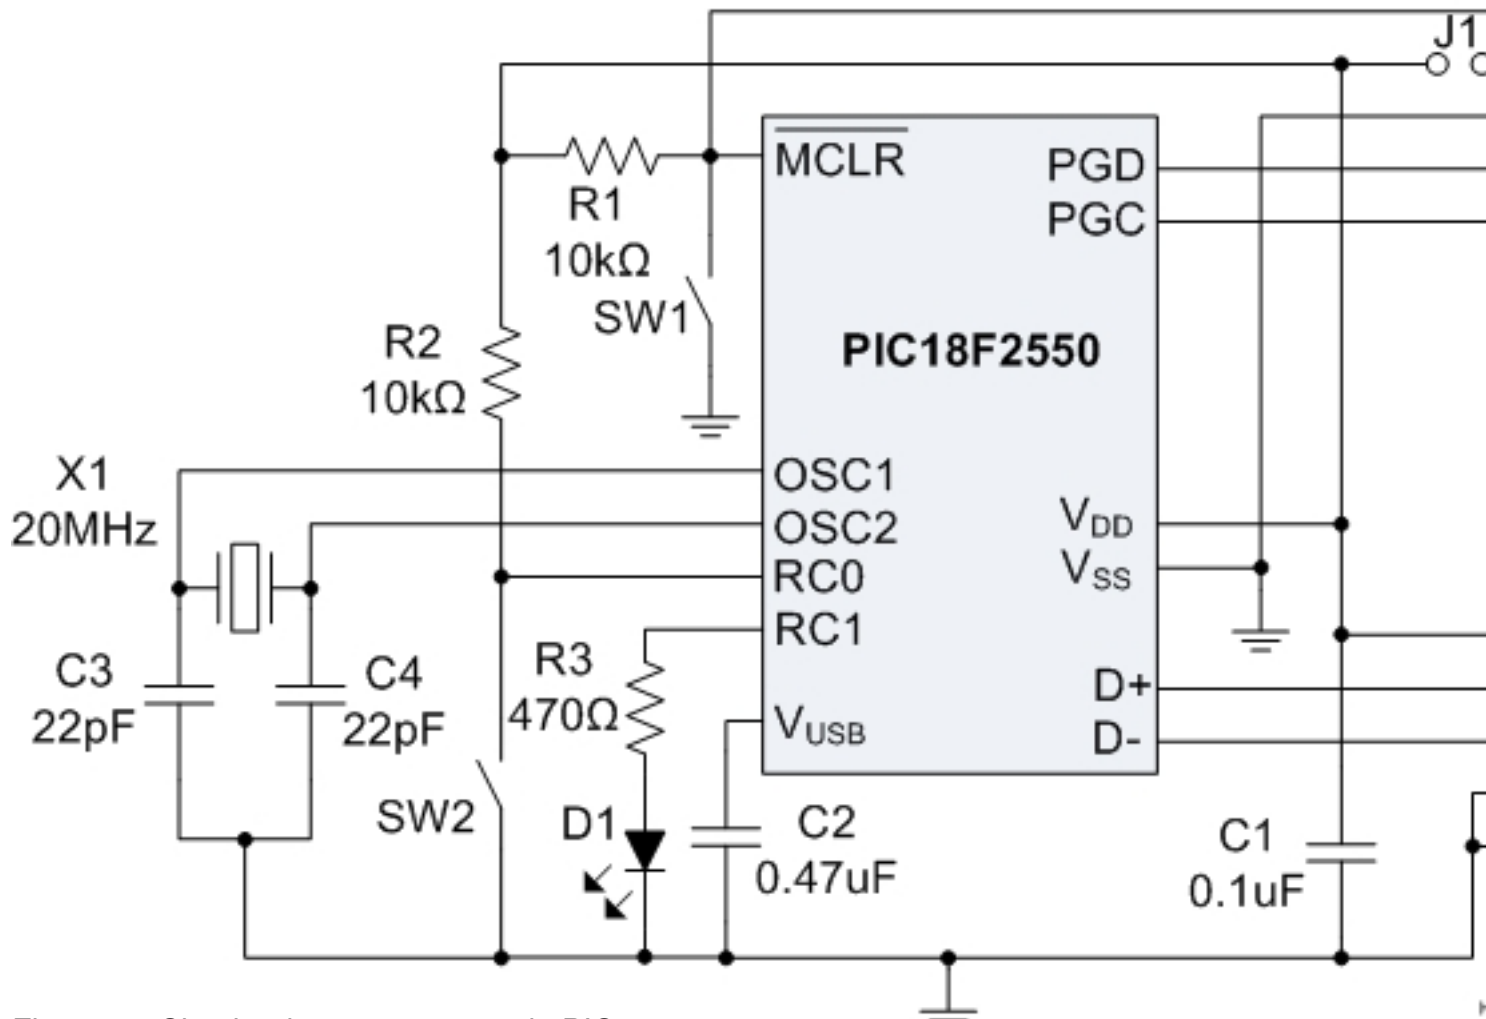 J1
MCLR
PGD
R1
10kΩ
PGC
SW1
R2
10kΩ
PIC18F2550
X1
20MHz
OSC1
OSC2
VDD
RC0
VSS
RC1
R3
470Ω
C3
22pF
C4
22pF
D+
VUSB
D-
SW2
D1
C2
0.47uF
C1
0.1uF